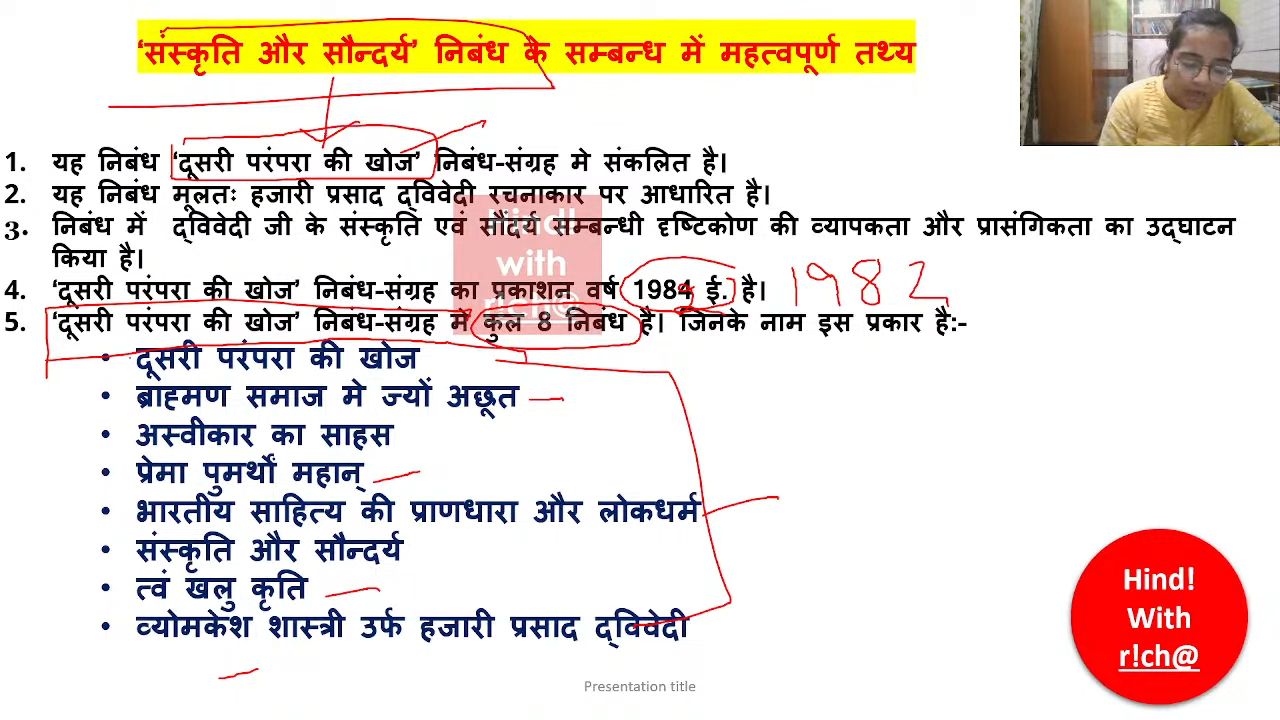 ‘संस्कृति और सौन्दर्य’ निबंध के सम्बन्ध में महत्वपूर्ण तथ्य
1. यह निबंध ‘दूसरी परंपरा की खोज’ निबंध-संग्रह मे संकलित है।
2. यह निबंध मूलतः हजारी प्रसाद द्विवेदी रचनाकार पर आधारित है।
3. निबंध में द्विवेदी जी के संस्कृति एवं सौंदर्य सम्बन्धी दृष्टिकोण की व्यापकता और प्रासंगिकता का उद्घाटन
किया है।
4. ‘दूसरी परंपरा की खोज’ निबंध-संग्रह का प्रकाशन वर्ष 1984 ई. है। 1982
5. ‘दूसरी परंपरा की खोज’ निबंध-संग्रह मे कुल 8 निबंध है। जिनके नाम इस प्रकार है:-
• दूसरी परंपरा की खोज
• ब्राह्मण समाज मे ज्यों अछूत
• अस्वीकार का साहस
• प्रेमा पुमर्थों महान्
• भारतीय साहित्य की प्राणधारा और लोकधर्म
• संस्कृति और सौन्दर्य
• त्वं खलु कृति
• व्योमकेश शास्त्री उर्फ हजारी प्रसाद द्विवेदी
Hind!
with
r!ch@
Hind!
With
r!ch@
Presentation title